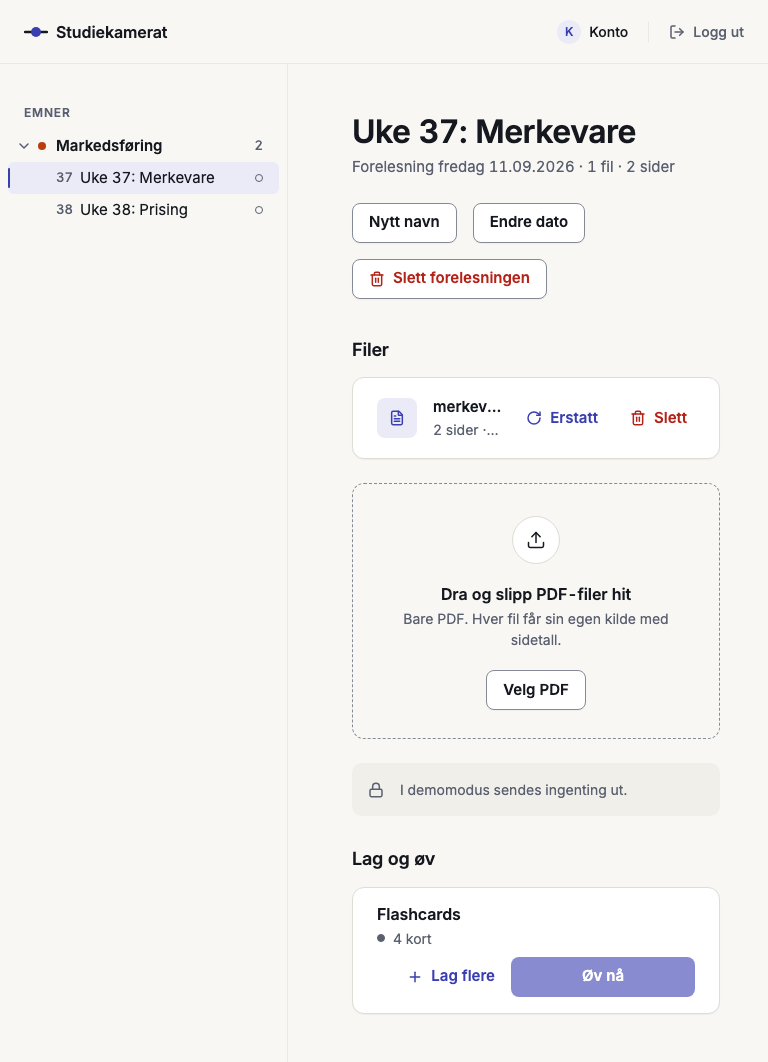 Studiekamerat
K Konto
Logg ut
EMNER
Markedsføring 2
37 Uke 37: Merkevare
38 Uke 38: Prising
Uke 37: Merkevare
Forelesning fredag 11.09.2026 · 1 fil · 2 sider
Nytt navn
Endre dato
Slett forelesningen
Filer
merkev...
2 sider ·...
Erstatt
Slett
Dra og slipp PDF-filer hit
Bare PDF. Hver fil får sin egen kilde med
sidetall.
Velg PDF
I demomodus sendes ingenting ut.
Lag og øv
Flashcards
4 kort
Lag flere
Øv nå